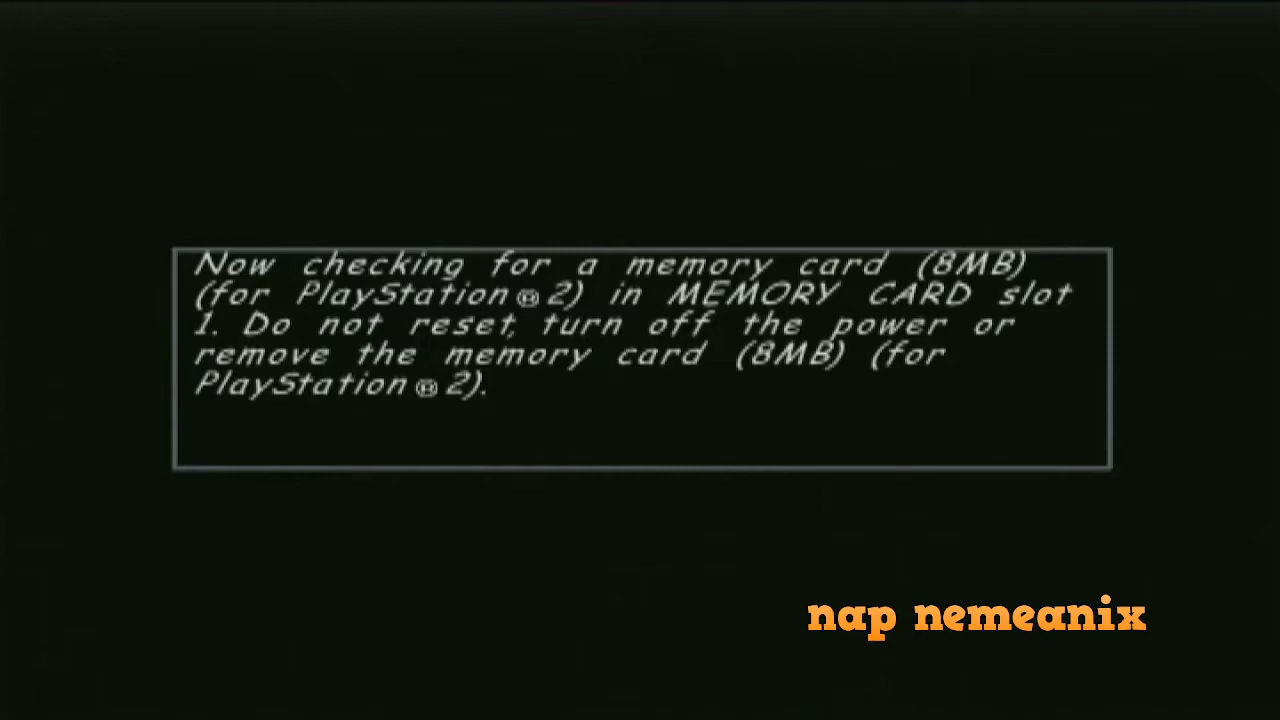 Now checking for a memory card (8MB)
(for PlayStation®2) in MEMORY CARD slot
1. Do not reset, turn off the power or
remove the memory card (8MB) (for
PlayStation®2).
nap nemeanix